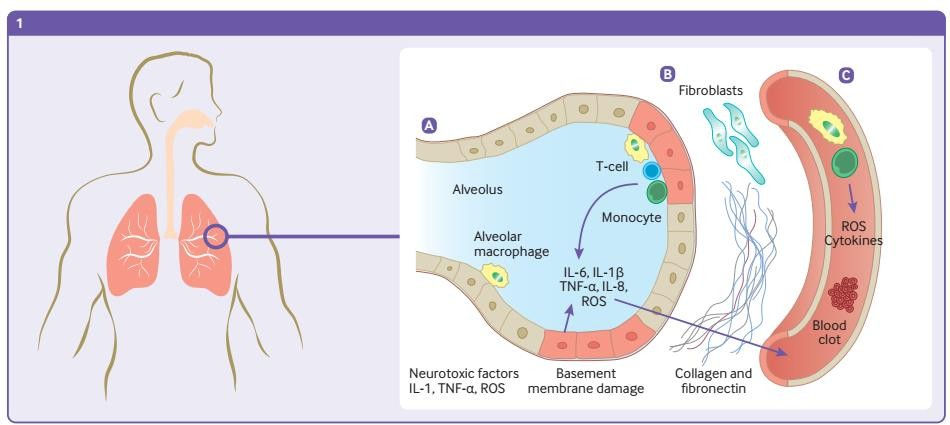 1
A
B
C
Fibroblasts
T-cell
Alveolus
Monocyte
Alveolar
macrophage
ROS
Cytokines
IL-6, IL-1β
TNF-α, IL-8,
ROS
Blood
clot
Neurotoxic factors
IL-1, TNF-α, ROS
Basement
membrane damage
Collagen and
fibronectin